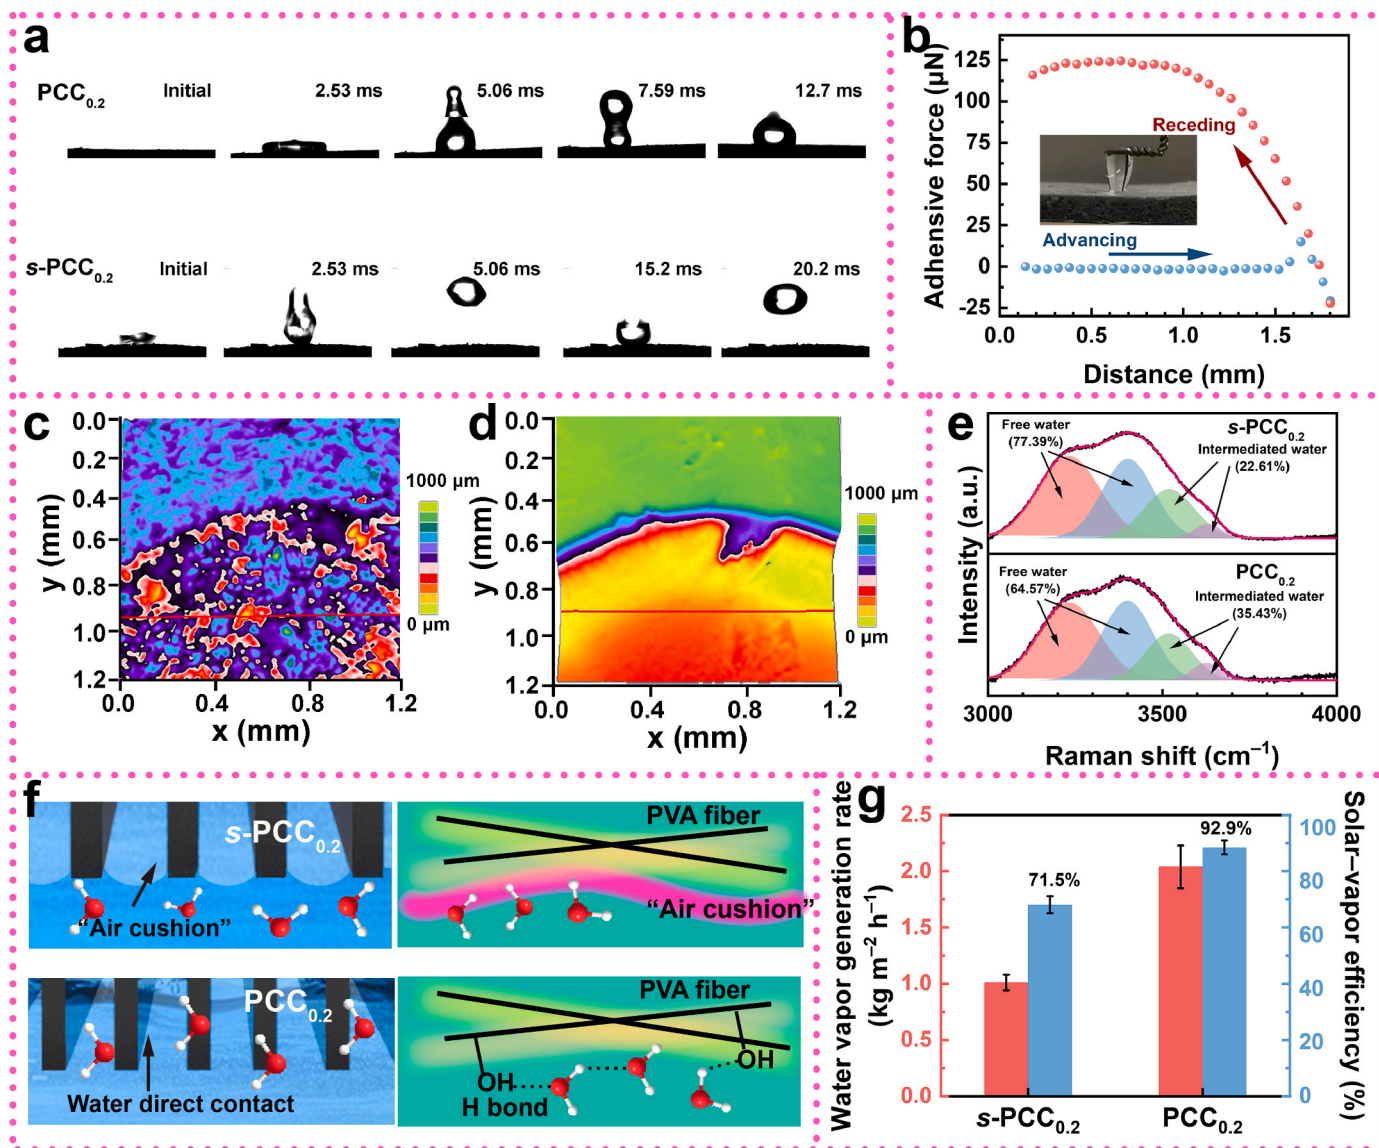 a
PCC0.2 Initial 2.53 ms 5.06 ms 7.59 ms 12.7 ms
s-PCC0.2 Initial 2.53 ms 5.06 ms 15.2 ms 20.2 ms
b
Adhensive force (μN)
125
100
75
50
25
0
-25
Receding
Advancing
0.0 0.5 1.0 1.5
Distance (mm)
c
y (mm)
0.0
0.2
0.4
0.6
0.8
1.0
1.2
0.0 0.4 0.8 1.2
x (mm)
1000 μm
0 μm
d
y (mm)
0.0
0.2
0.4
0.6
0.8
1.0
1.2
0.0 0.4 0.8 1.2
x (mm)
1000 μm
0 μm
e
Intensity (a.u.)
Free water
(77.39%)
s-PCC0.2
Intermediated water
(22.61%)
Free water
(64.57%)
PCC0.2
Intermediated water
(35.43%)
3000 3500 4000
Raman shift (cm–1)
f
s-PCC0.2
“Air cushion”
PVA fiber
“Air cushion”
PCC0.2
Water direct contact
PVA fiber
OH
OH
H bond
g
Water vapor generation rate
(kg m–2 h–1)
2.5
2.0
1.5
1.0
0.5
0.0
71.5%
92.9%
s-PCC0.2 PCC0.2
100
80
60
40
20
0
Solar–vapor efficiency (%)